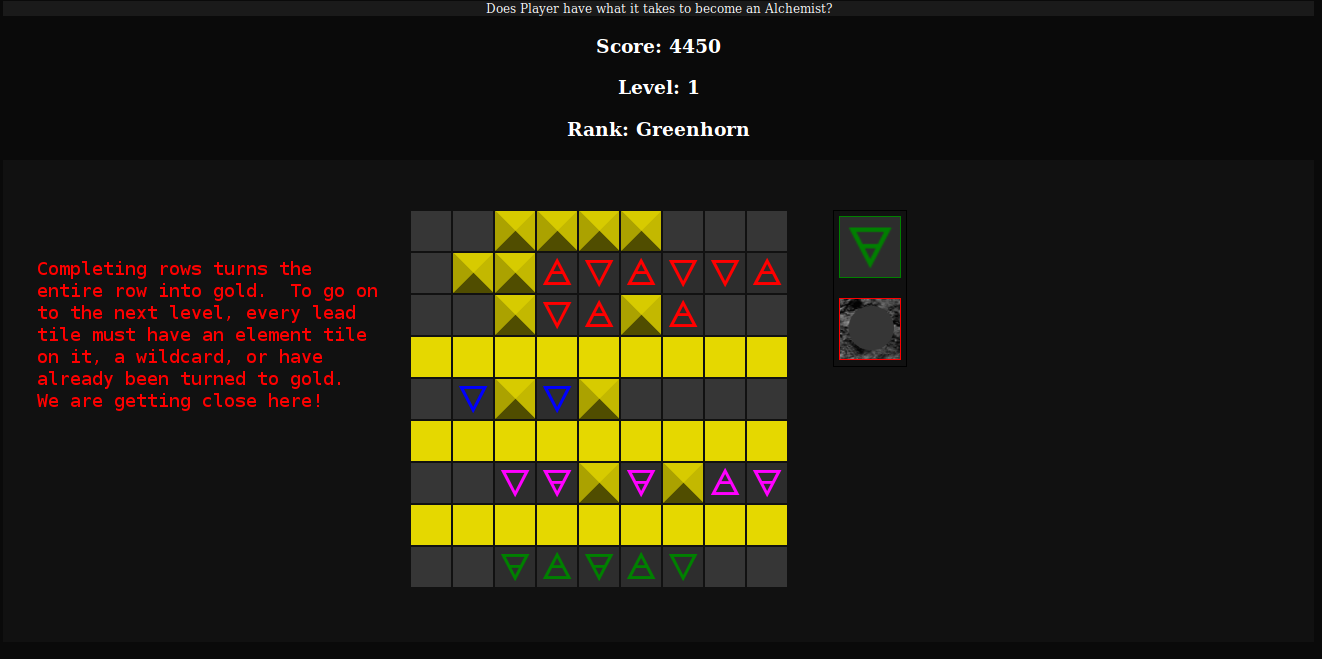 Does Player have what it takes to become an Alchemist?
Score: 4450
Level: 1
Rank: Greenhorn
Completing rows turns the
entire row into gold.  To go on
to the next level, every lead
tile must have an element tile
on it, a wildcard, or have
already been turned to gold.
We are getting close here!